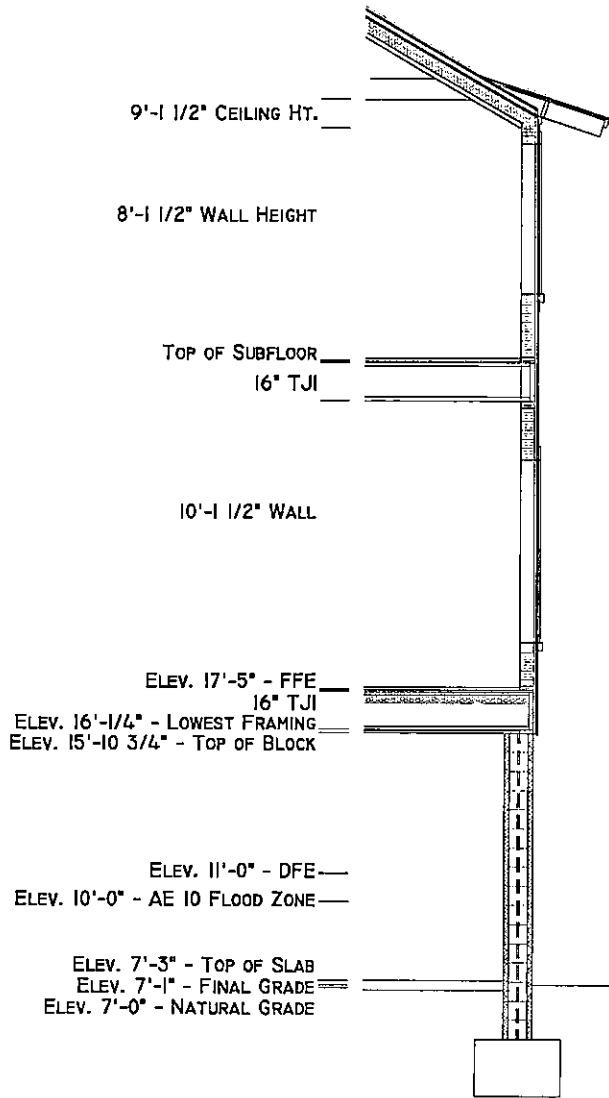 9'-1 1/2" CEILING HT.
8'-1 1/2" WALL HEIGHT
TOP OF SUBFLOOR
16" TJI
10'-1 1/2" WALL
ELEV. 17'-5" - FFE
16" TJI
ELEV. 16'-1/4" - LOWEST FRAMING
ELEV. 15'-10 3/4" - TOP OF BLOCK
ELEV. 11'-0" - DFE
ELEV. 10'-0" - AE 10 FLOOD ZONE
ELEV. 7'-3" - TOP OF SLAB
ELEV. 7'-1" - FINAL GRADE
ELEV. 7'-0" - NATURAL GRADE